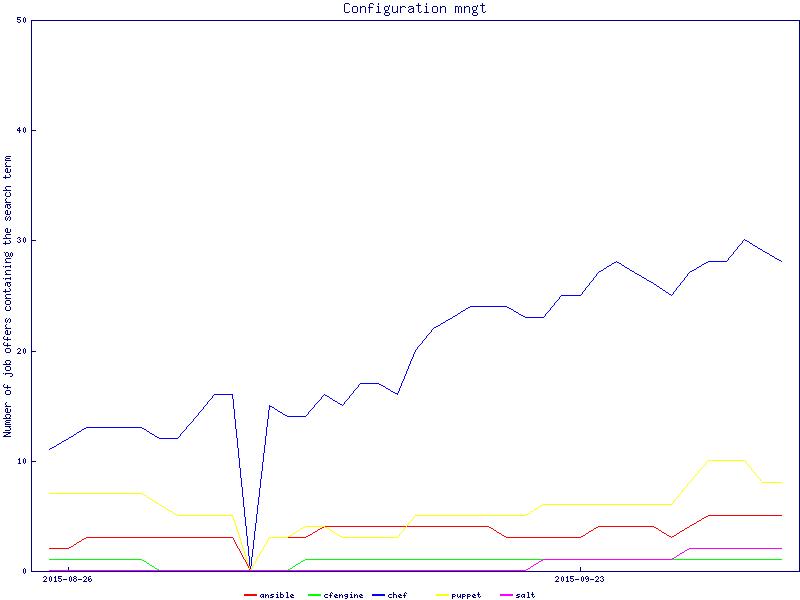 Configuration mngt
Number of job offers containing the search term
50
40
30
20
10
0
2015-08-26 2015-09-23
ansible cfengine chef puppet salt